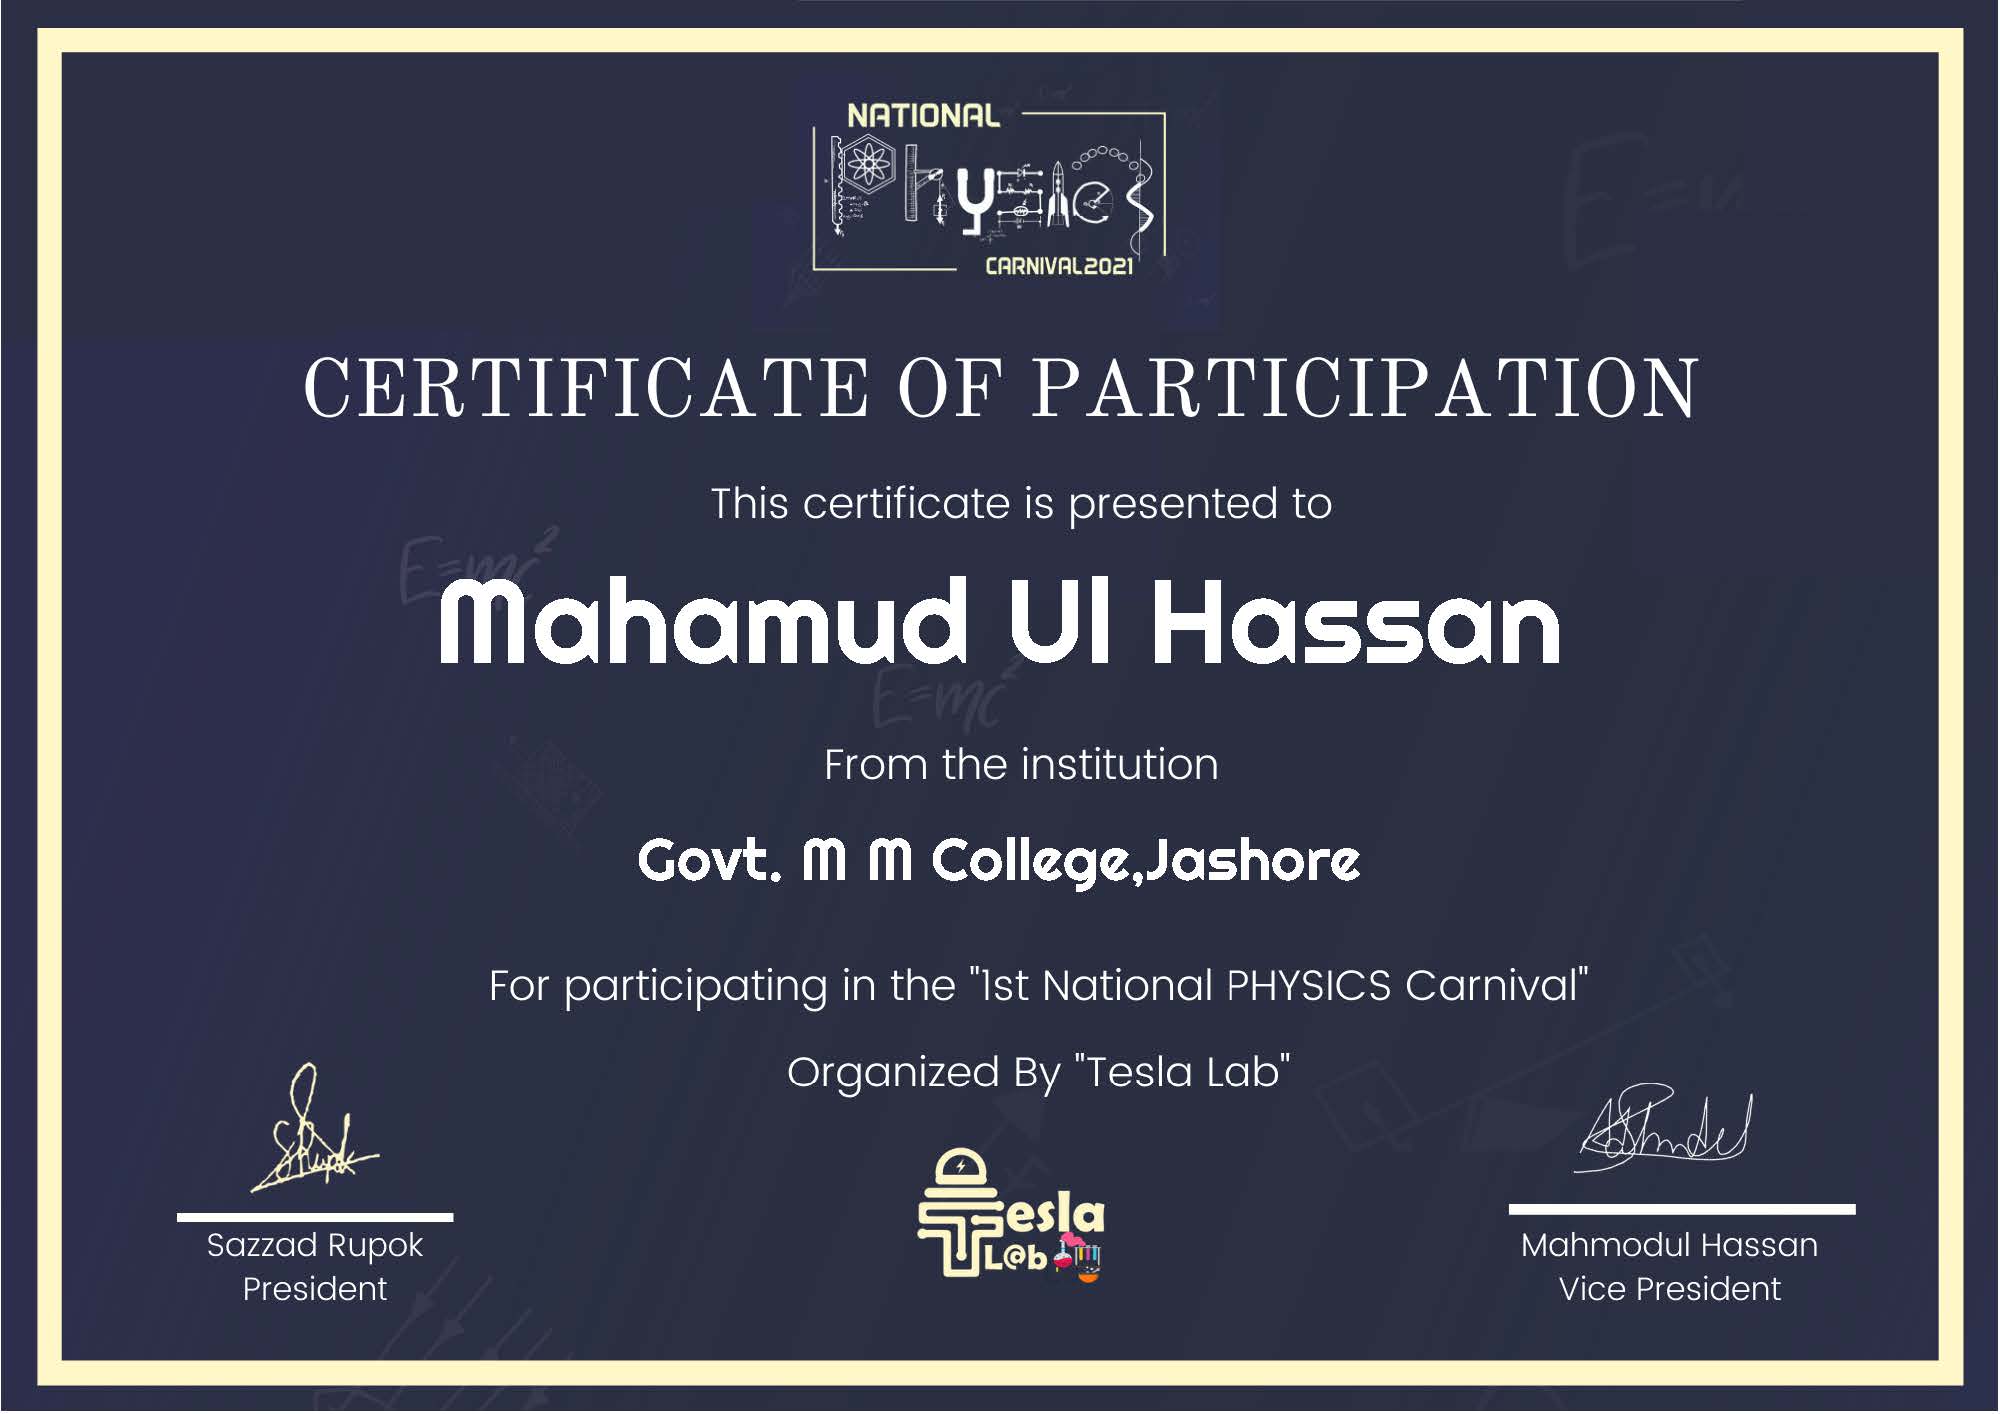 NATIONAL
Physics
CARNIVAL2021
CERTIFICATE OF PARTICIPATION
This certificate is presented to
E=mc²
Mahamud Ul Hassan
E=mc²
From the institution
Govt. M M College,Jashore
For participating in the "1st National PHYSICS Carnival"
Organized By "Tesla Lab"
Tesla
L@b
Sazzad Rupok
President
Mahmodul Hassan
Vice President